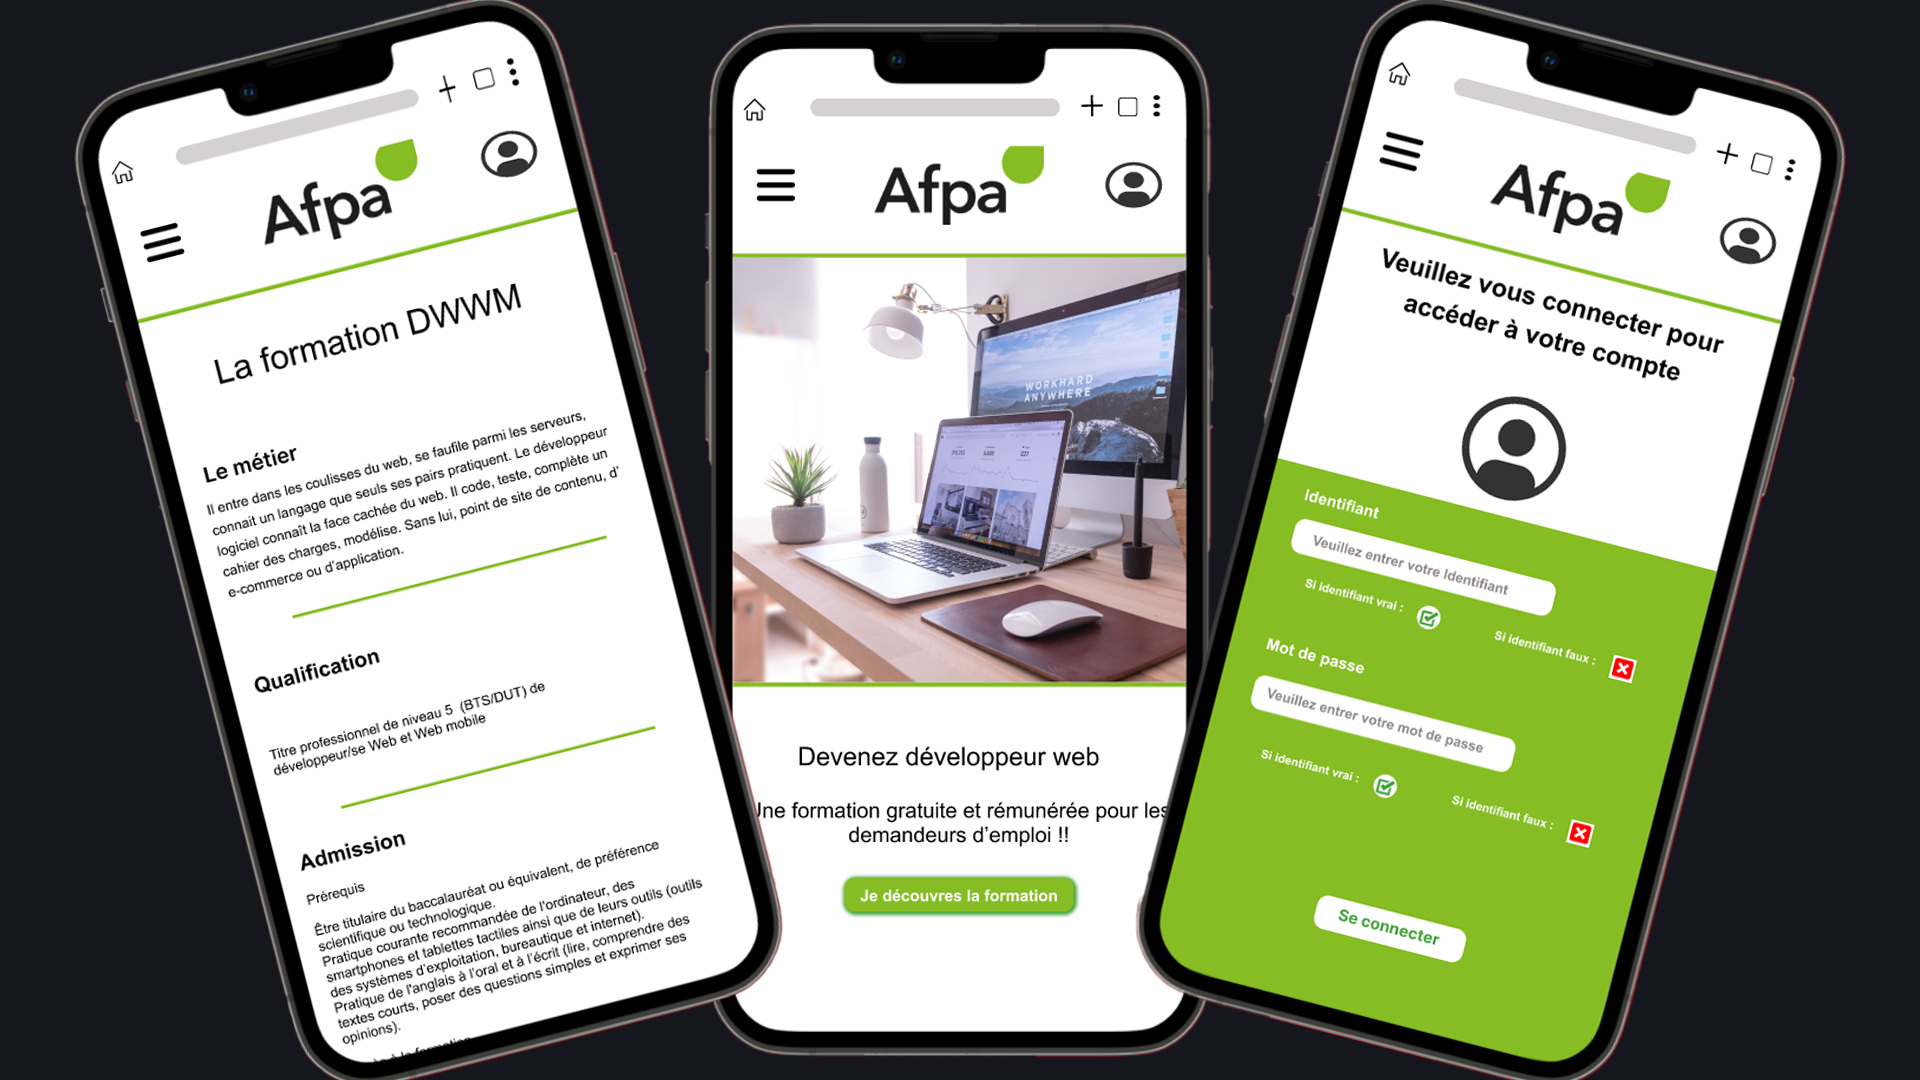 Afpa
La formation DWWM
Le métier
Il entre dans les coulisses du web, se faufile parmi les serveurs,
connait un langage que seuls ses pairs pratiquent. Le développeur
logiciel connaît la face cachée du web. Il code, teste, complète un
cahier des charges, modélise. Sans lui, point de site de contenu, d'
e-commerce ou d'application.
Qualification
Titre professionnel de niveau 5 (BTS/DUT) de
développeur/se Web et Web mobile
Admission
Prérequis
Être titulaire du baccalauréat ou équivalent, de préférence
scientifique ou technologique.
Pratique courante recommandée de l'ordinateur, des
smartphones et tablettes tactiles ainsi que de leurs outils (outils
des systèmes d'exploitation, bureautique et internet).
Pratique de l'anglais à l'oral et à l'écrit (lire, comprendre des
textes courts, poser des questions simples et exprimer ses
opinions).
Afpa
WORKHARD
ANYWHERE
Devenez développeur web
Une formation gratuite et rémunérée pour les
demandeurs d'emploi !!
Je découvres la formation
Afpa
Veuillez vous connecter pour
accéder à votre compte
Identifiant
Veuillez entrer votre Identifiant
Si identifiant vrai :
Si identifiant faux :
Mot de passe
Veuillez entrer votre mot de passe
Si identifiant vrai :
Si identifiant faux :
Se connecter